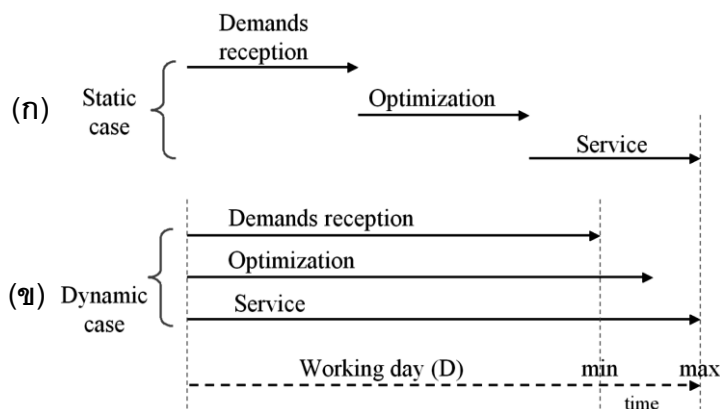 Demands
reception
(ก) Static
case
Optimization
Service
Demands reception
Optimization
(ข) Dynamic
case
Service
Working day (D) min max
time